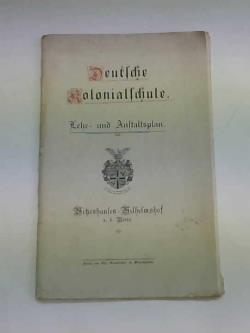 Deutsche
Kolonialschule.
Lehr- und Anstaltsplan.
Witzenhausen-Wilhelmshof
a. d. Werra